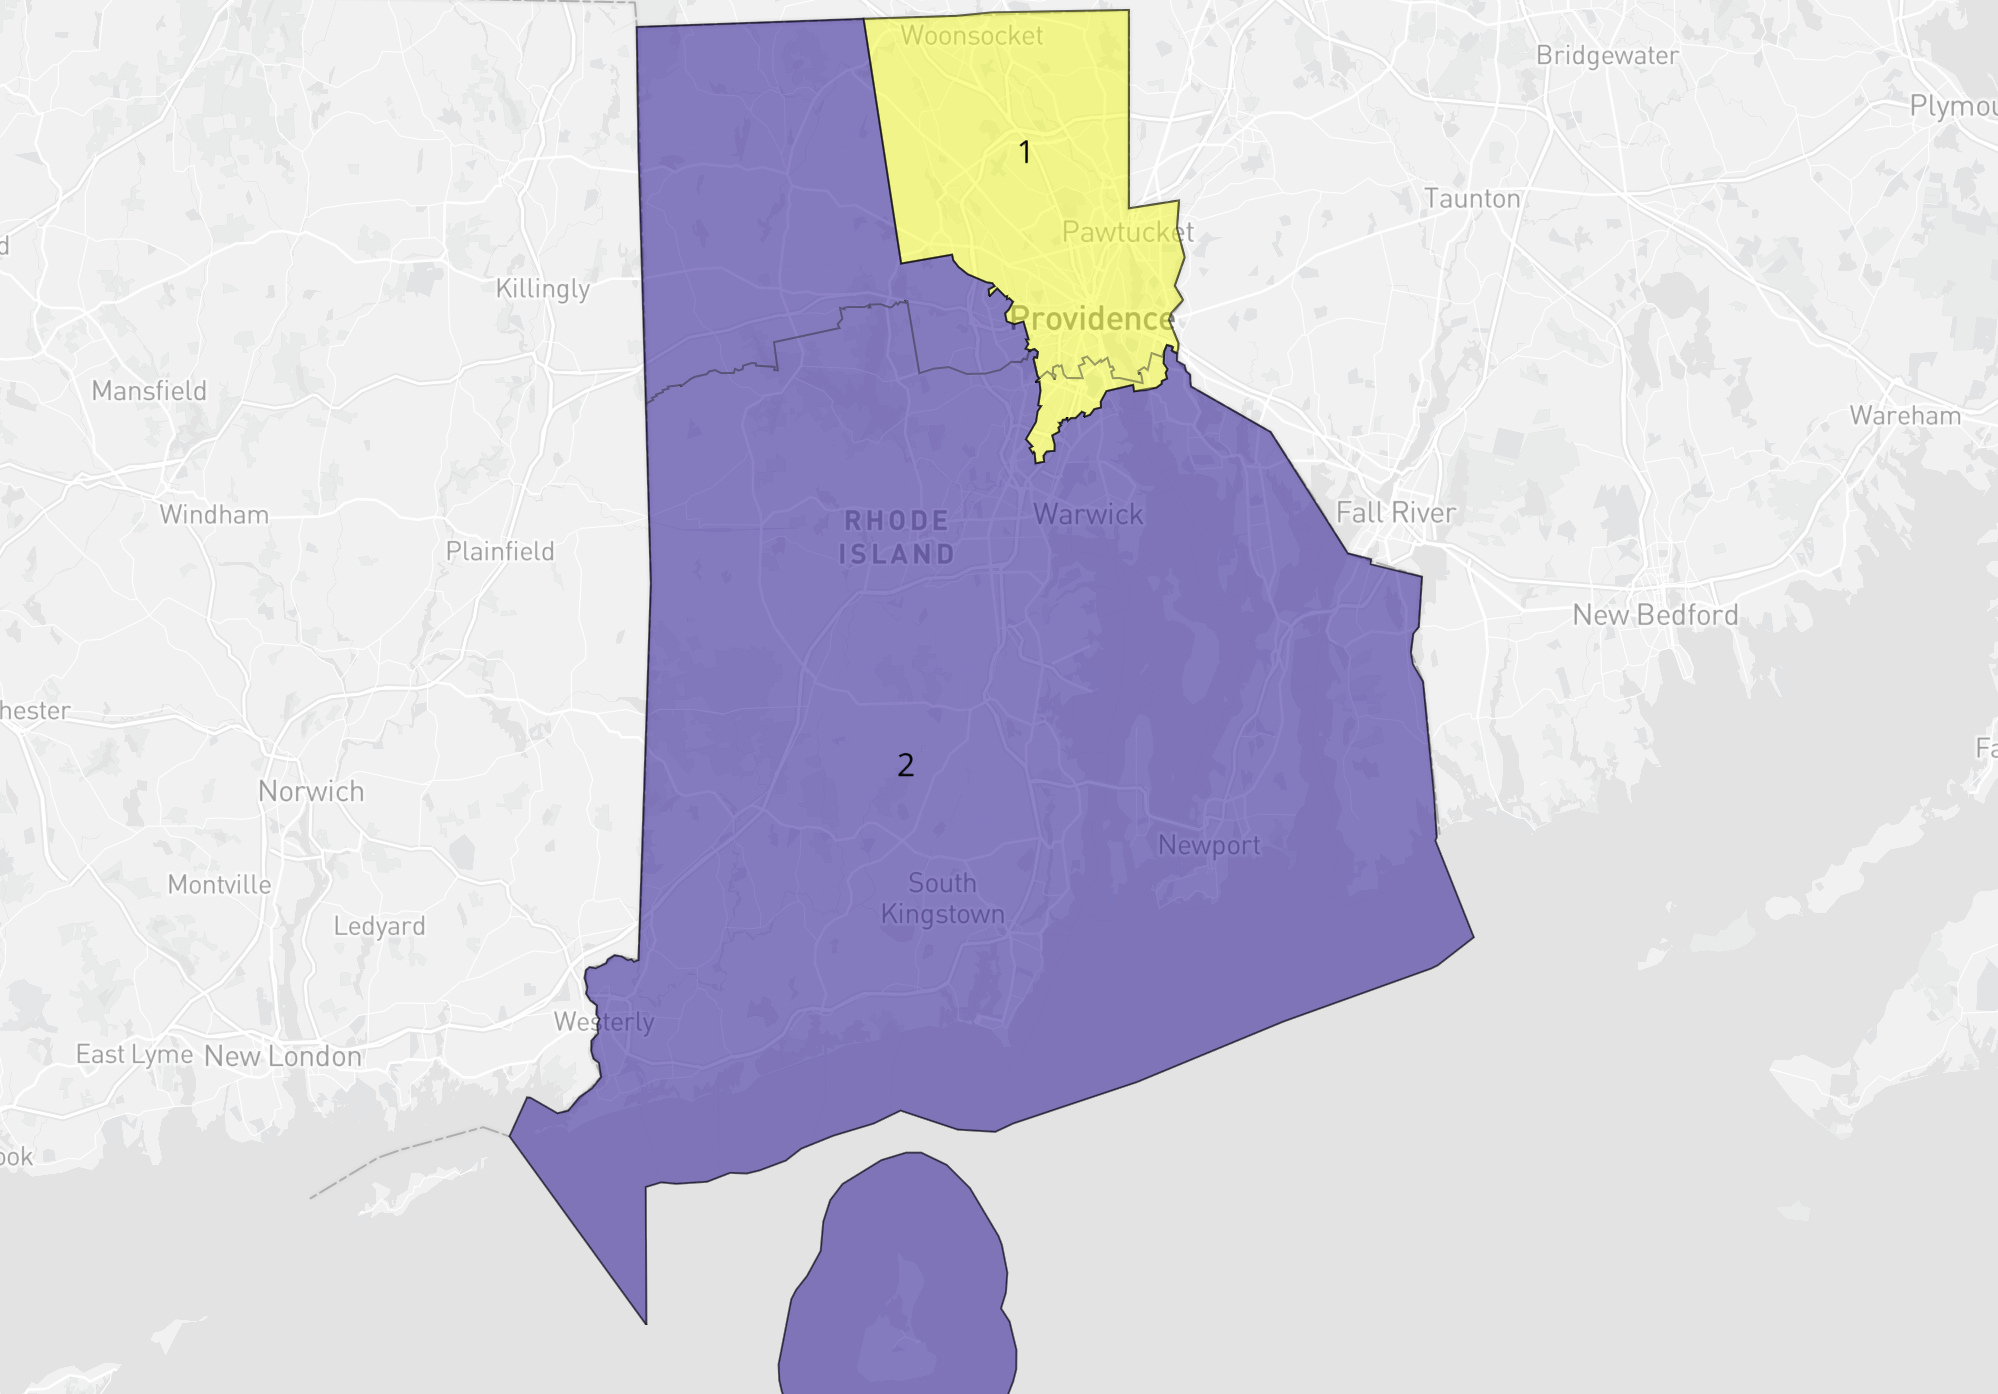 Woonsocket
Bridgewater
Plymou
1
Taunton
Pawtucket
d
Killingly
Providence
Mansfield
Wareham
Windham
RHODE
ISLAND
Warwick
Fall River
Plainfield
New Bedford
hester
Fa
2
Norwich
Newport
Montville
South
Kingstown
Ledyard
Westerly
East Lyme
New London
ook